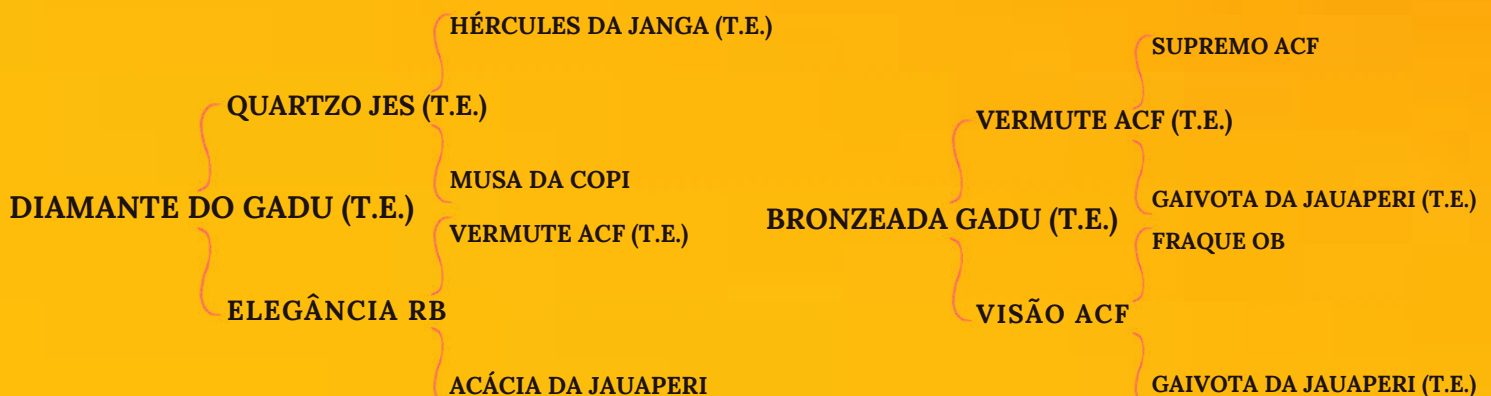 HÉRCULES DA JANGA (T.E.)
QUARTZO JES (T.E.)
MUSA DA COPI
DIAMANTE DO GADU (T.E.)
VERMUTE ACF (T.E.)
ELEGÂNCIA RB
ACÁCIA DA JAUAPERI
SUPREMO ACF
VERMUTE ACF (T.E.)
GAIVOTA DA JAUAPERI (T.E.)
BRONZEADA GADU (T.E.)
FRAQUE OB
VISÃO ACF
GAIVOTA DA JAUAPERI (T.E.)